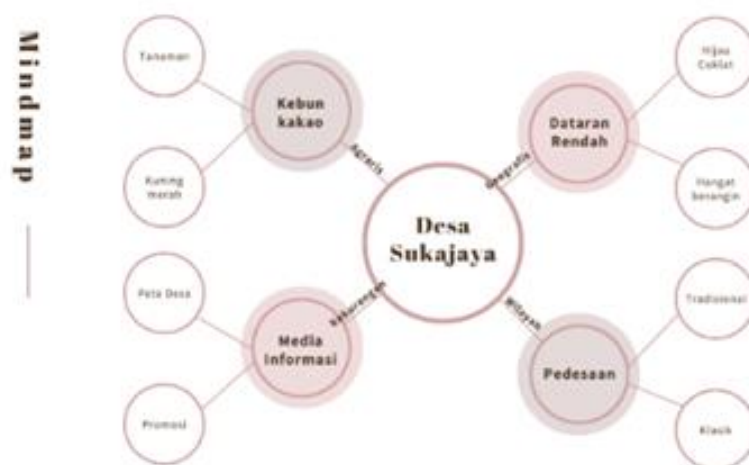 Mindmap
Tanaman
Kebun
kakao
Kuning
merah
Agraris
Desa
Sukajaya
Geografis
Dataran
Rendah
Hijau
Coklat
Hangat
berangin
Peta Desa
Media
Informasi
Promosi
kekurangan
Wilayah
Pedesaan
Tradisional
Klasik